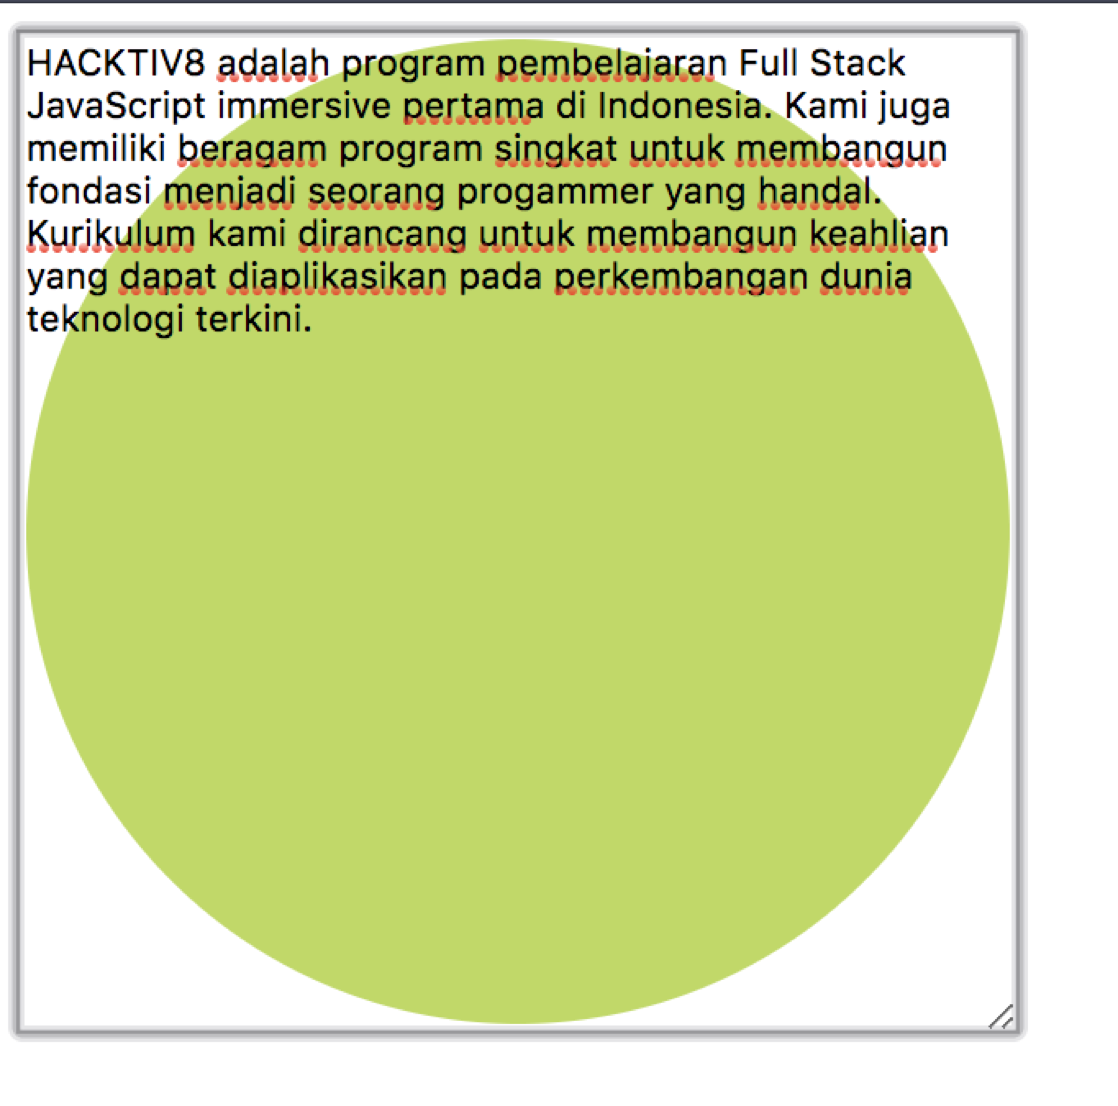 HACKTIV8 adalah program pembelajaran Full Stack
JavaScript immersive pertama di Indonesia. Kami juga
memiliki beragam program singkat untuk membangun
fondasi menjadi seorang progammer yang handal.
Kurikulum kami dirancang untuk membangun keahlian
yang dapat diaplikasikan pada perkembangan dunia
teknologi terkini.